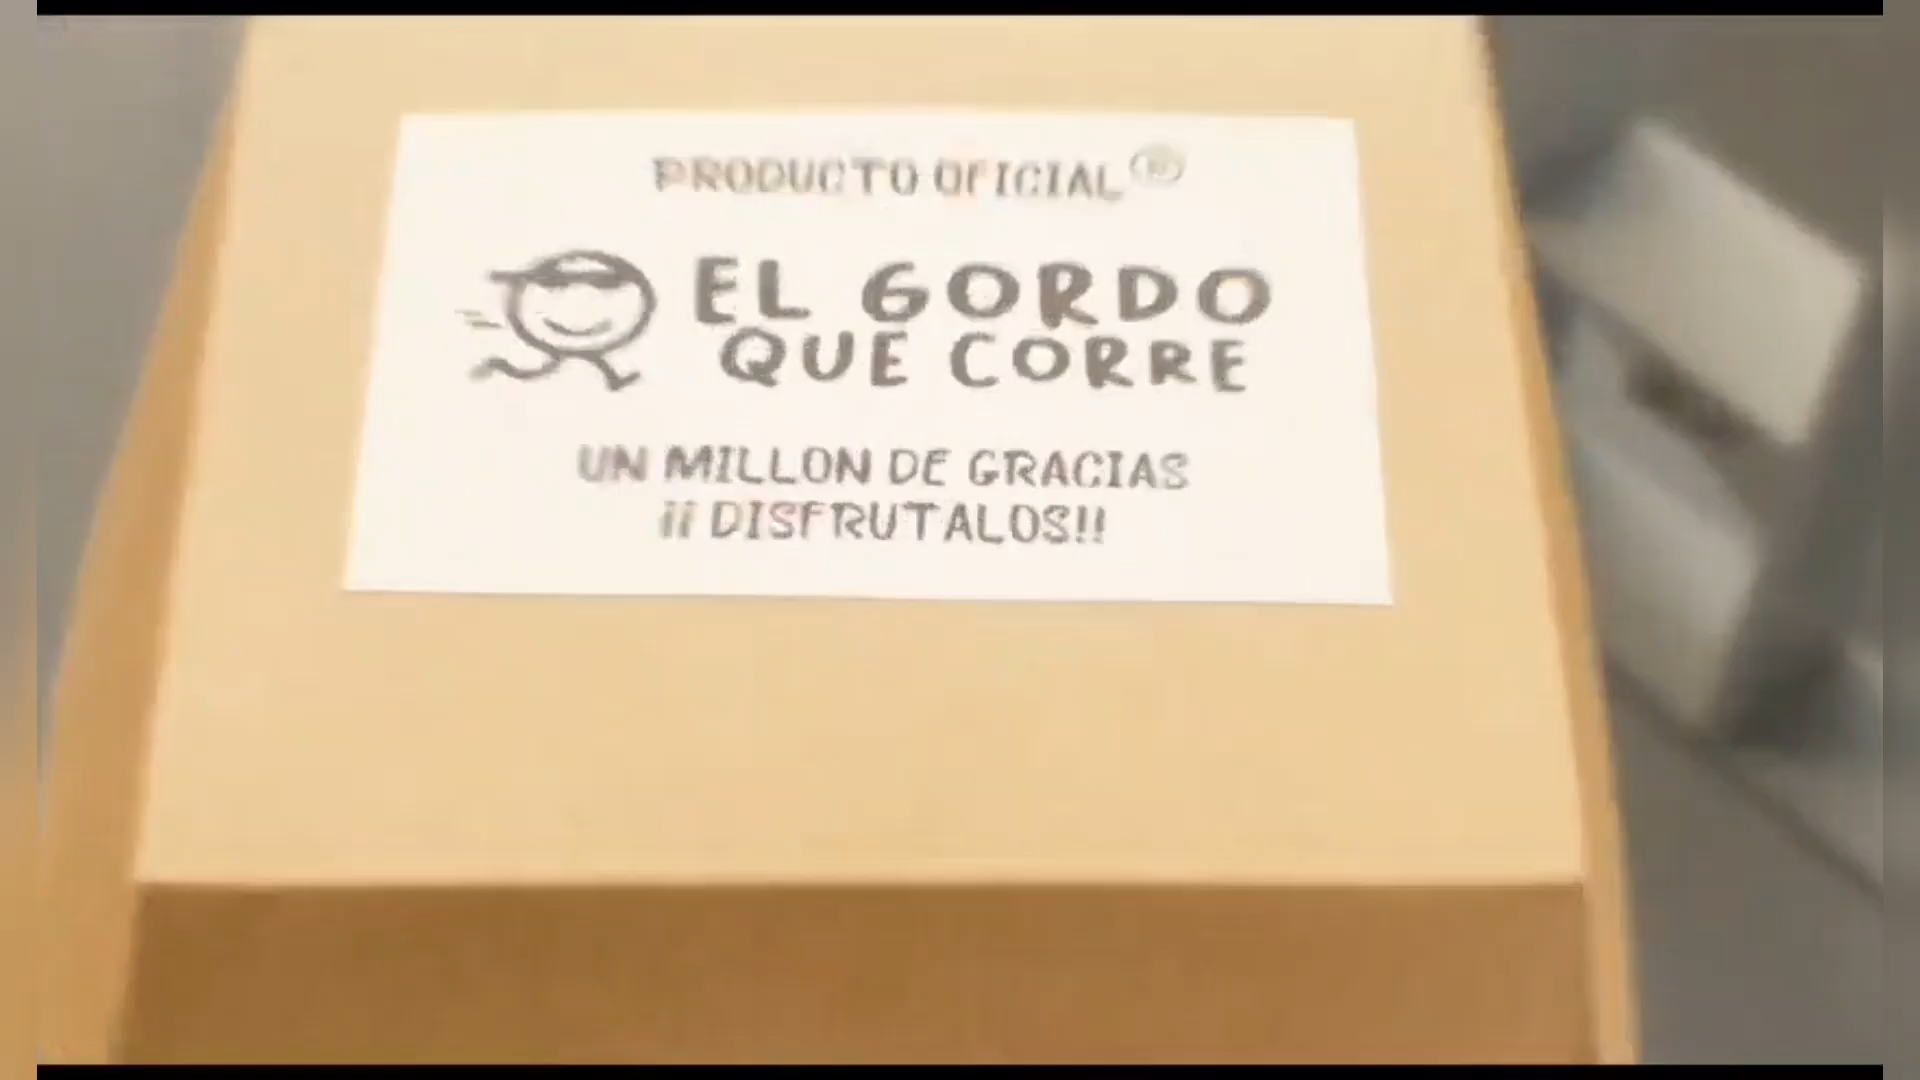 PRODUCTO OFICIAL®
EL GORDO
QUE CORRE
UN MILLON DE GRACIAS
¡¡ DISFRUTALOS!!